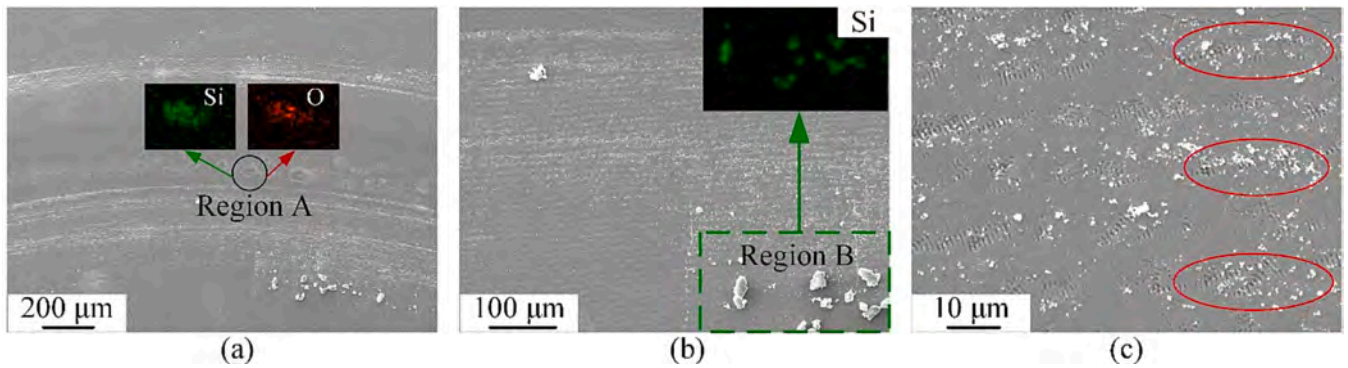 Si
O
Region A
200 μm
(a)
Si
Region B
100 μm
(b)
10 μm
(c)